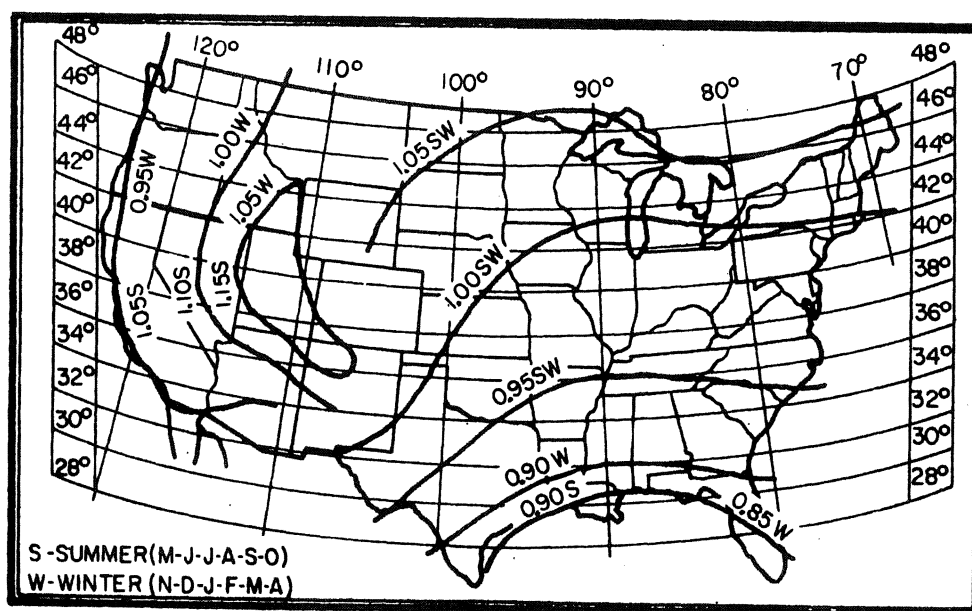 48°
120°
110°
100°
90°
80°
70°
48°
46°
46°
44°
44°
42°
42°
40°
40°
38°
38°
36°
36°
34°
34°
32°
32°
30°
30°
28°
28°
0.95W
1.00W
1.05W
1.05SW
1.05S
1.10S
1.15S
1.00SW
0.95SW
0.90W
0.90S
0.85W
S-SUMMER(M-J-J-A-S-O)
W-WINTER (N-D-J-F-M-A)